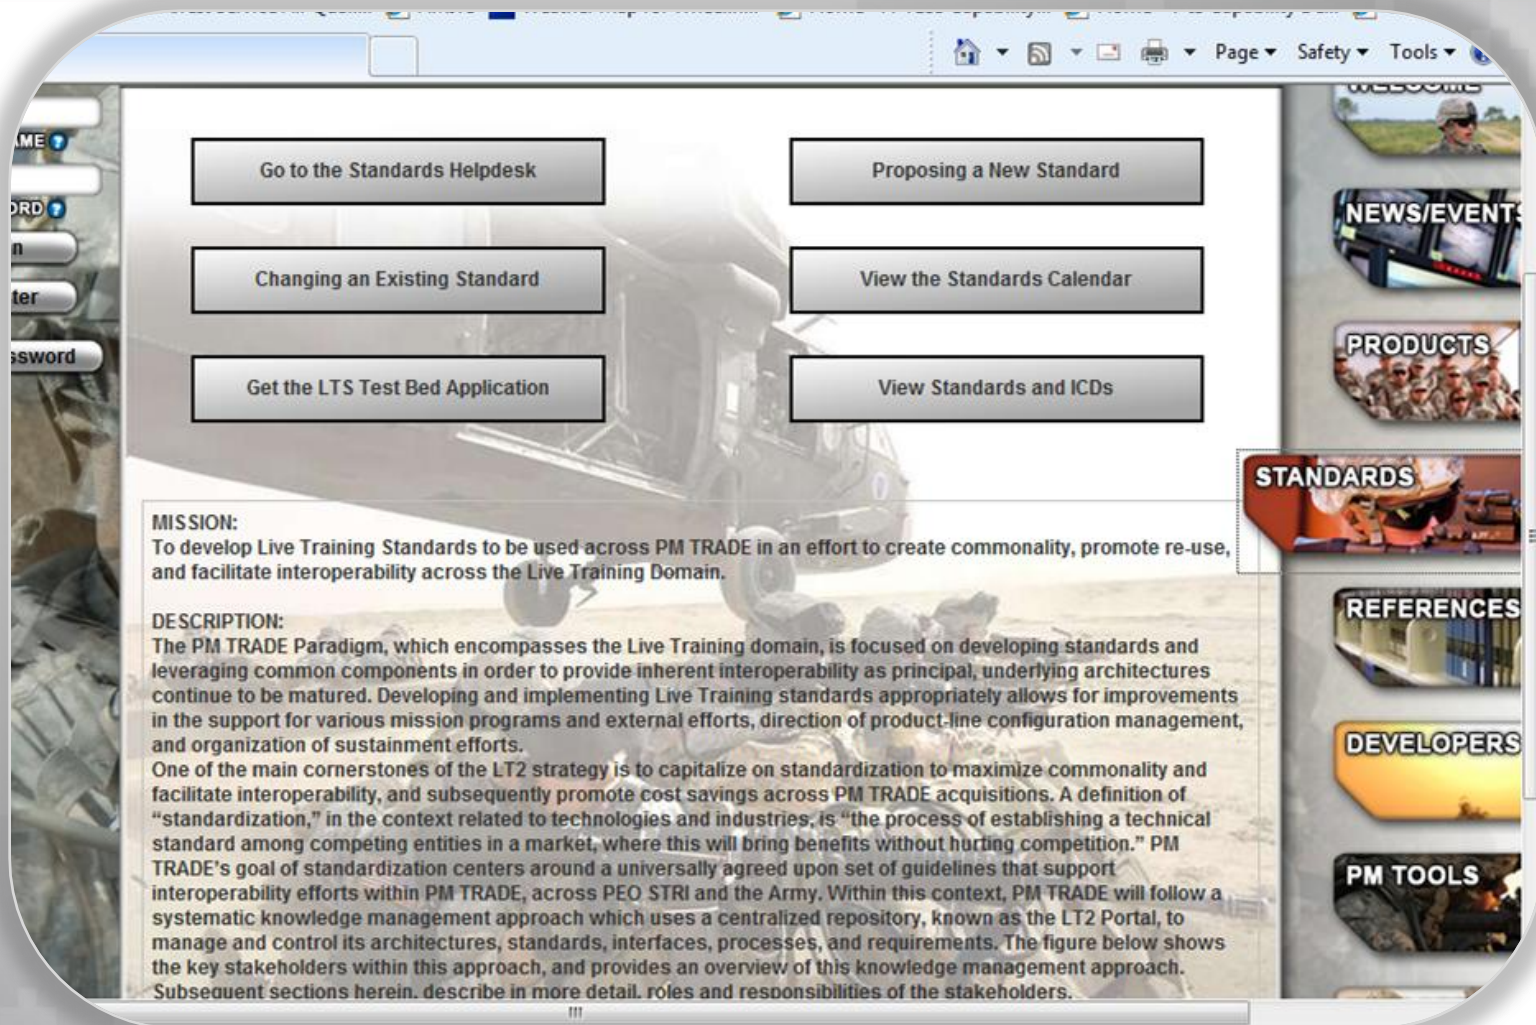 Page
Safety
Tools
WELCOME
Go to the Standards Helpdesk
Proposing a New Standard
Changing an Existing Standard
View the Standards Calendar
Get the LTS Test Bed Application
View Standards and ICDs
MISSION:
To develop Live Training Standards to be used across PM TRADE in an effort to create commonality, promote re-use,
and facilitate interoperability across the Live Training Domain.
DESCRIPTION:
The PM TRADE Paradigm, which encompasses the Live Training domain, is focused on developing standards and
leveraging common components in order to provide inherent interoperability as principal, underlying architectures
continue to be matured. Developing and implementing Live Training standards appropriately allows for improvements
in the support for various mission programs and external efforts, direction of product-line configuration management,
and organization of sustainment efforts.
One of the main cornerstones of the LT2 strategy is to capitalize on standardization to maximize commonality and
facilitate interoperability, and subsequently promote cost savings across PM TRADE acquisitions. A definition of
“standardization,” in the context related to technologies and industries, is “the process of establishing a technical
standard among competing entities in a market, where this will bring benefits without hurting competition.” PM
TRADE’s goal of standardization centers around a universally agreed upon set of guidelines that support
interoperability efforts within PM TRADE, across PEO STRI and the Army. Within this context, PM TRADE will follow a
systematic knowledge management approach which uses a centralized repository, known as the LT2 Portal, to
manage and control its architectures, standards, interfaces, processes, and requirements. The figure below shows
the key stakeholders within this approach, and provides an overview of this knowledge management approach.
Subsequent sections herein, describe in more detail, roles and responsibilities of the stakeholders.
AME
ORD
n
ter
ssword
NEWS/EVENTS
PRODUCTS
STANDARDS
REFERENCES
DEVELOPERS
PM TOOLS